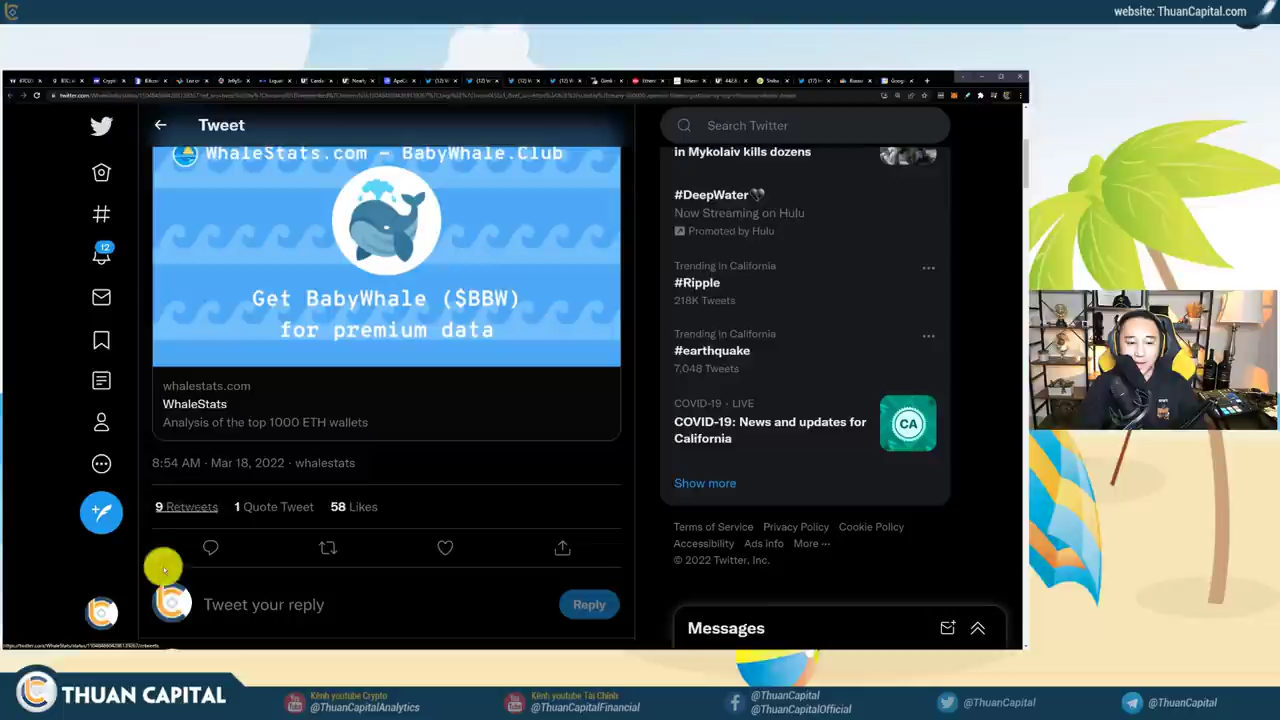 website: ThuanCapital.com
Tweet
Search Twitter
WhaleStats.com – BabyWhale.Club
Get BabyWhale ($BBW)
for premium data
whalestats.com
WhaleStats
Analysis of the top 1000 ETH wallets
8:54 AM · Mar 18, 2022 · whalestats
9 Retweets 1 Quote Tweet 58 Likes
Tweet your reply
Reply
12
in Mykolaiv kills dozens
#DeepWater
Now Streaming on Hulu
Promoted by Hulu
Trending in California
#Ripple
218K Tweets
Trending in California
#earthquake
7,048 Tweets
COVID-19 · LIVE
COVID-19: News and updates for
California
CA
Show more
Terms of Service Privacy Policy Cookie Policy
Accessibility Ads info More ···
© 2022 Twitter, Inc.
Messages
THUAN CAPITAL
Kênh youtube Crypto
@ThuanCapitalAnalytics
Kênh youtube Tài Chính
@ThuanCapitalFinancial
@ThuanCapital
@ThuanCapitalOfficial
@ThuanCapital
@ThuanCapital